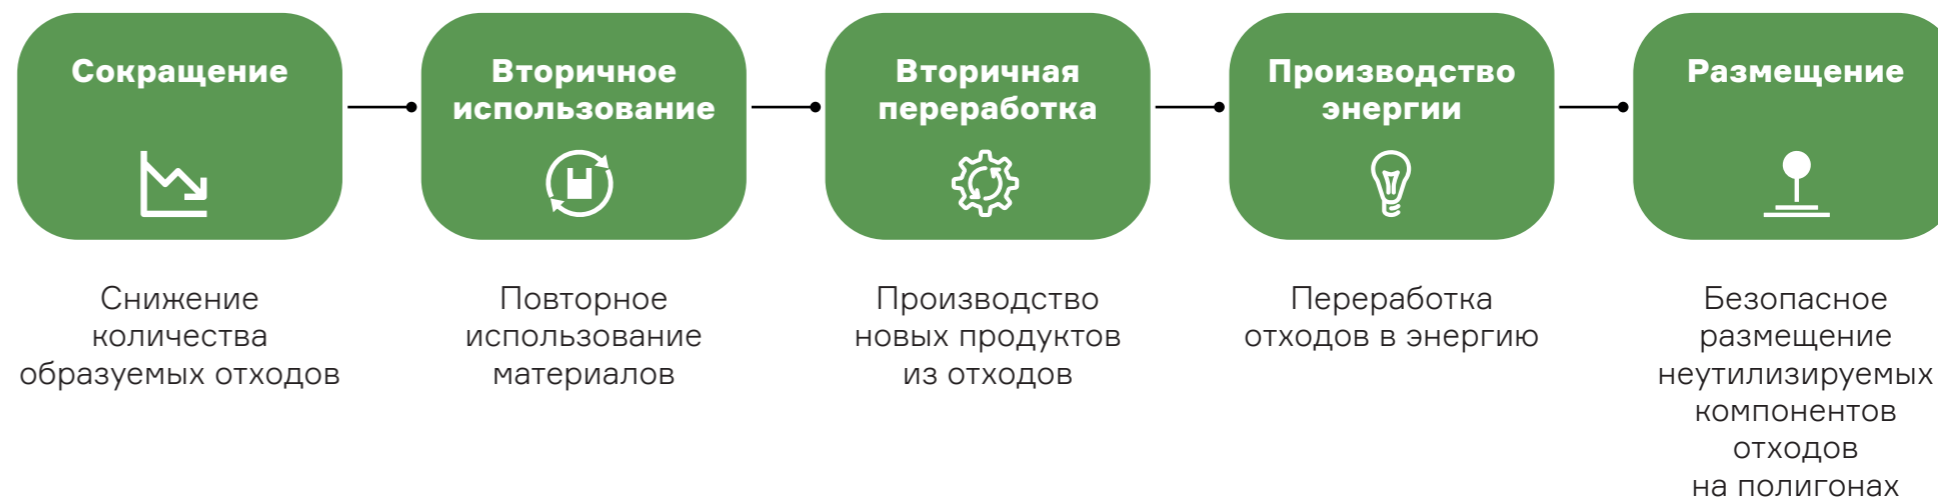 Сокращение
Снижение
количества
образуемых отходов
Вторичное
использование
Повторное
использование
материалов
Вторичная
переработка
Производство
новых продуктов
из отходов
Производство
энергии
Переработка
отходов в энергию
Размещение
Безопасное
размещение
неутилизируемых
компонентов
отходов
на полигонах